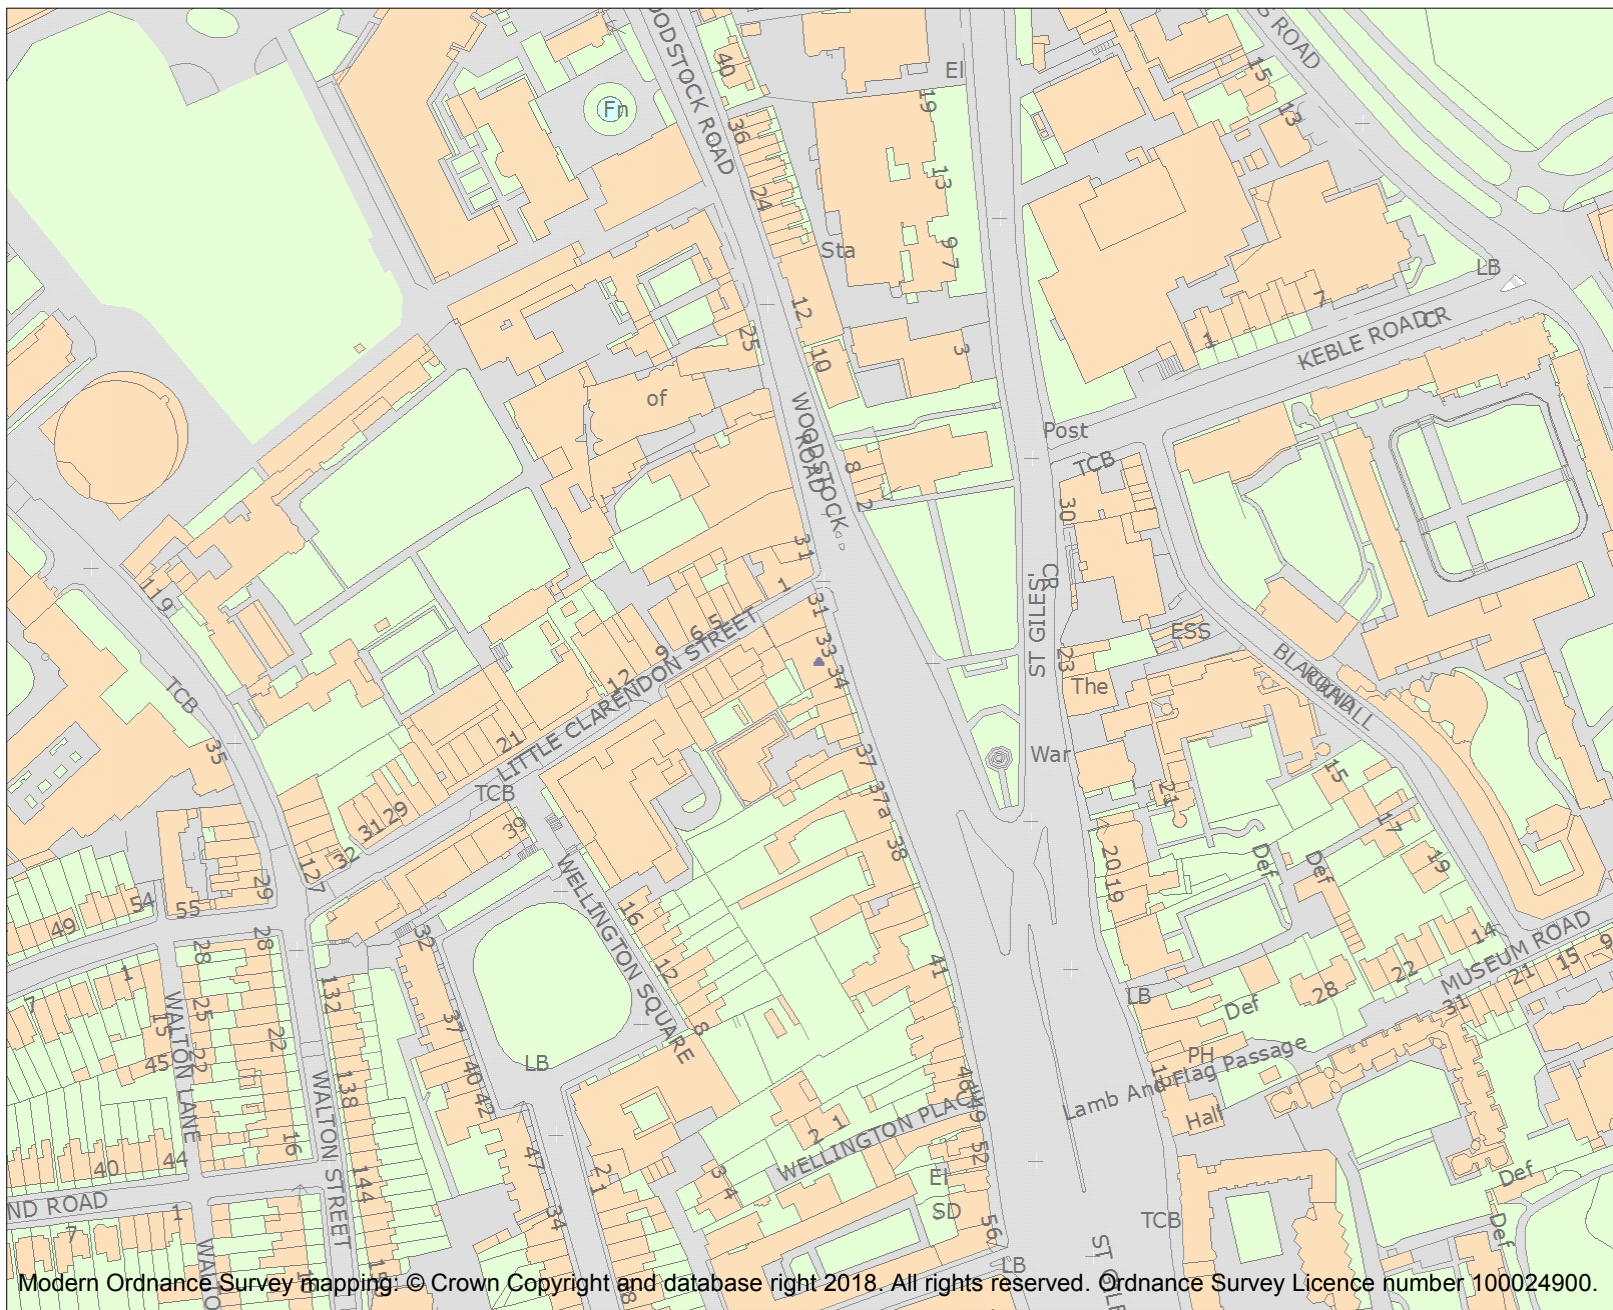 OODSTOCK ROAD
40
El
S ROAD
15
13
Fn
36
19
24
13
Sta
9 7
LB
12
7
25
10
3
1
KEBLE ROAD
CR
of
WOODSTOCK
ROAD
Post
TCB
8
2
30
31
1
119
CR
ST GILES'
31
5
6
ESS
33
9
23
BLACKHALL
ROAD
12
34
The
LITTLE CLARENDON STREET
TCB
35
21
37
War
15
TCB
37a
21
17
31
29
39
32
38
20
19
Def
Def
19
127
29
54
55
49
16
WELLINGTON SQUARE
28
28
32
14
MUSEUM ROAD
9
1
12
41
22
21
15
7
132
LB
28
31
Def
WALTON LANE
25
15
22
37
8
45
22
LB
PH
Lamb And Flag Passage
40
42
138
48
49
WALTON STREET
2
1
WELLINGTON PLACE
Hall
16
40
44
47
52
144
21
3
4
El
Def
ND ROAD
1
34
SD
TCB
56
7
Def
WALTO
ST GILE
LB
Modern Ordnance Survey mapping: © Crown Copyright and database right 2018. All rights reserved. Ordnance Survey Licence number 100024900.